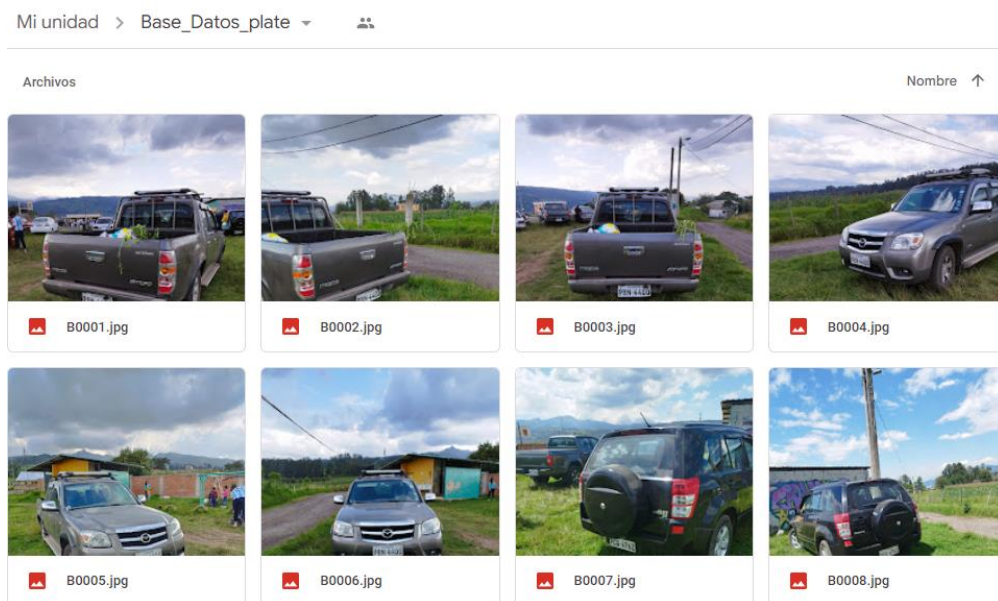 Mi unidad > Base_Datos_plate
Archivos
Nombre
B0001.jpg
B0002.jpg
B0003.jpg
B0004.jpg
B0005.jpg
B0006.jpg
B0007.jpg
B0008.jpg